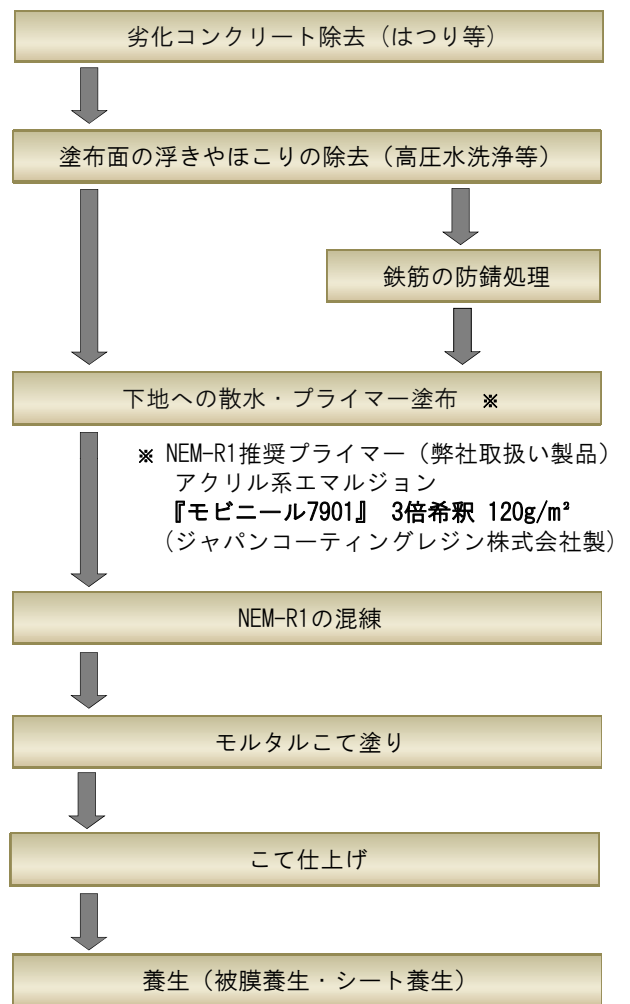 劣化コンクリート除去（はつり等）
塗布面の浮きやほこりの除去（高圧水洗浄等）
鉄筋の防錆処理
下地への散水・プライマー塗布　※
※ NEM-R1推奨プライマー（弊社取扱い製品）
アクリル系エマルジョン
『モビニール7901』 3倍希釈 120g/m²
（ジャパンコーティングレジン株式会社製）
NEM-R1の混練
モルタルこて塗り
こて仕上げ
養生（被膜養生・シート養生）